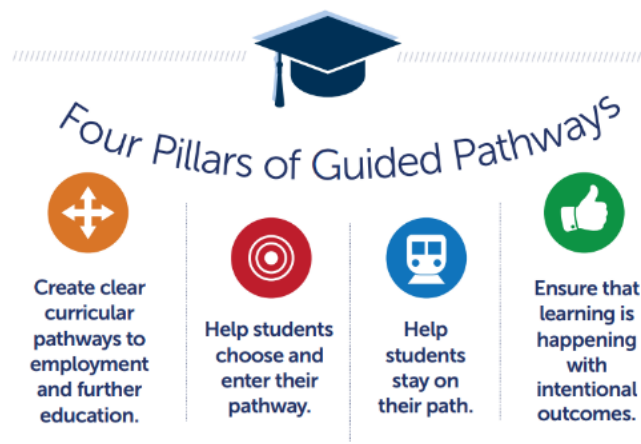 Four Pillars of Guided Pathways
Create clear
curricular
pathways to
employment
and further
education.
Help students
choose and
enter their
pathway.
Help
students
stay on
their path.
Ensure that
learning is
happening
with
intentional
outcomes.